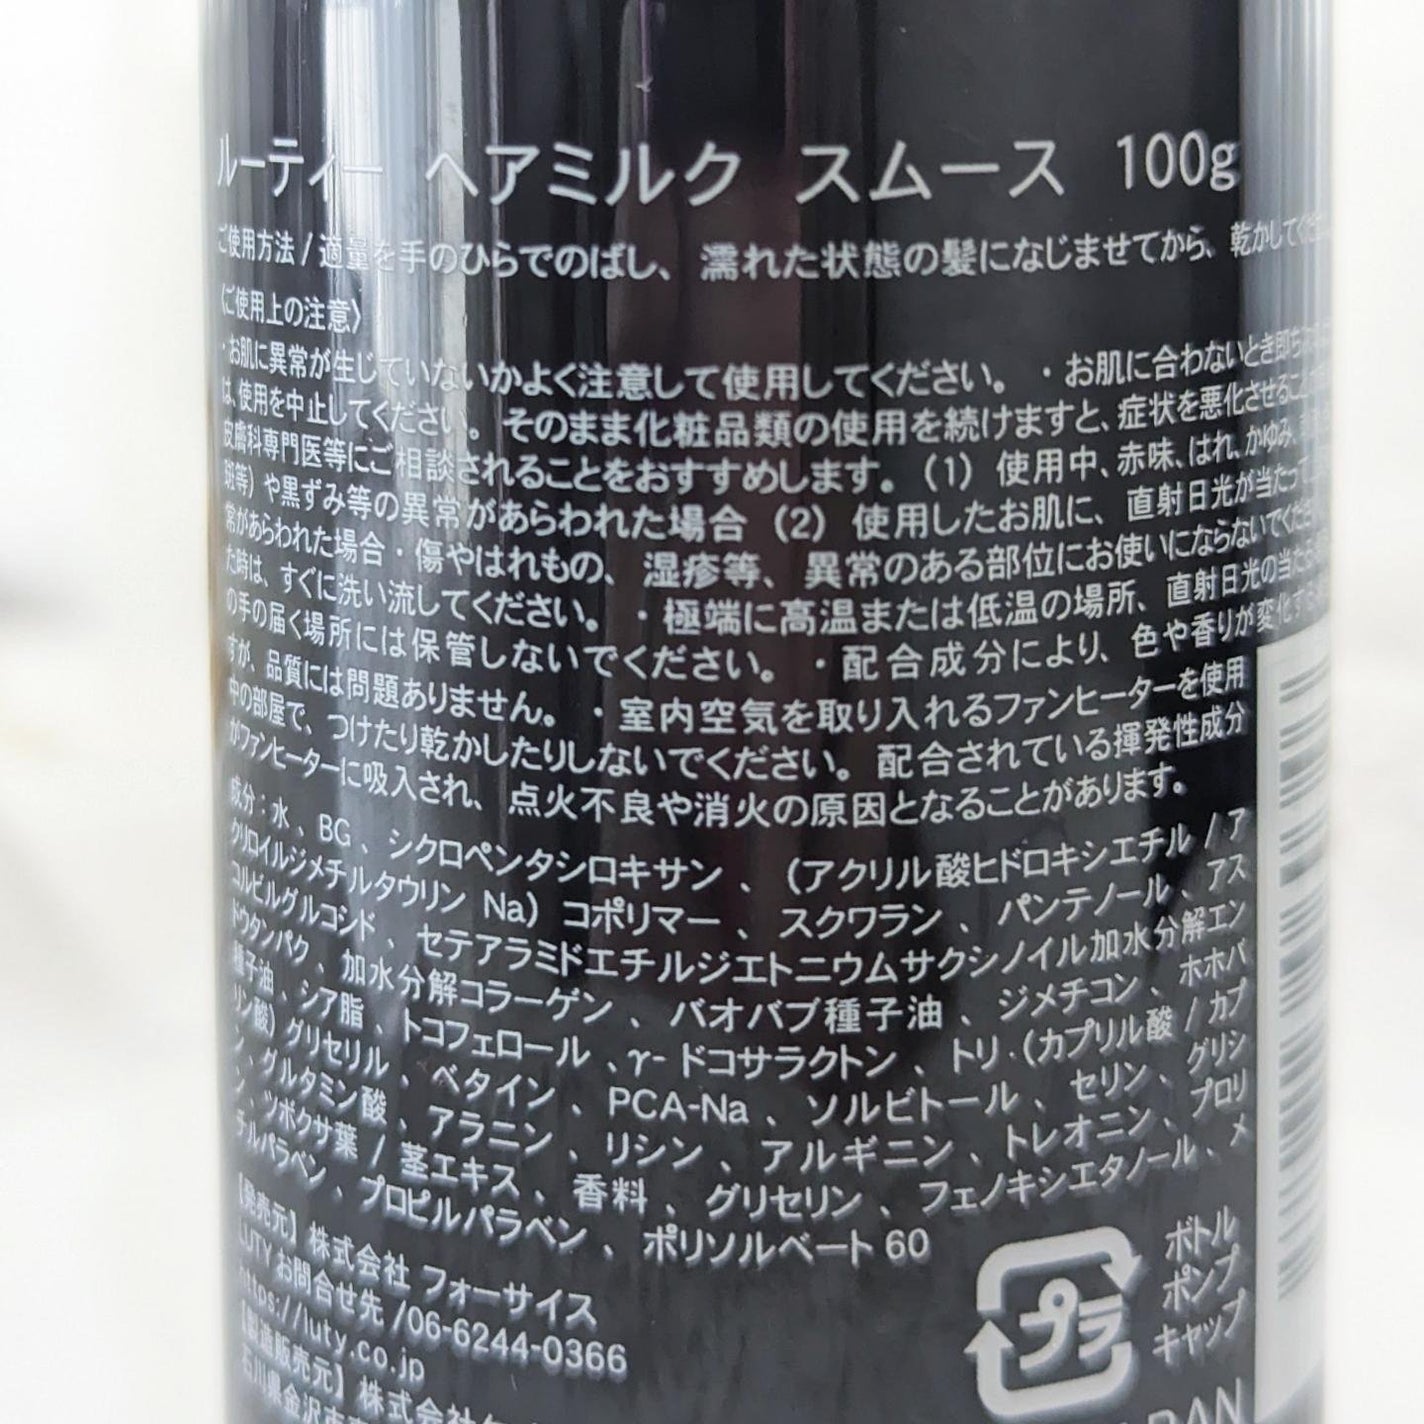 ルーティー ヘアミルク スムース 100g
ご使用方法/適量を手のひらでのばし、濡れた状態の髪になじませてから、乾かしてくだ
〈ご使用上の注意〉
・お肌に異常が生じていないかよく注意して使用してください。・お肌に合わないとき即ち
は、使用を中止してください。そのまま化粧品類の使用を続けますと、症状を悪化させること
皮膚科専門医等にご相談されることをおすすめします。(1) 使用中、赤味、はれ、かゆみ、
斑等）や黒ずみ等の異常があらわれた場合 (2) 使用したお肌に、直射日光が当たって
常があらわれた場合・傷やはれもの、湿疹等、異常のある部位にお使いにならないでくださ
た時は、すぐに洗い流してください。・極端に高温または低温の場所、直射日光の当た
の手の届く場所には保管しないでください。・配合成分により、色や香りが変化す
すが、品質には問題ありません。・室内空気を取り入れるファンヒーターを使用
中の部屋で、つけたり乾かしたりしないでください。配合されている揮発性成分
がファンヒーターに吸入され、点火不良や消火の原因となることがあります。
成分：水、BG、シクロペンタシロキサン、(アクリル酸ヒドロキシエチル/ア
クリロイルジメチルタウリン Na) コポリマー、スクワラン、パンテノール、アス
コルビルグルコシド、セテアラミドエチルジエトニウムサクシノイル加水分解エン
ドウタンパク、加水分解コラーゲン、バオバブ種子油、ジメチコン、ホホバ
種子油、シア脂、トコフェロール、γ-ドコサラクトン、トリ(カプリル酸/カプ
リン酸) グリセリル、ベタイン、PCA-Na、ソルビトール、セリン、グリシ
ン、グルタミン酸、アラニン、リシン、アルギニン、トレオニン、プロリ
ン、ツボクサ葉/茎エキス、香料、グリセリン、フェノキシエタノール、メ
チルパラベン、プロピルパラベン、ポリソルベート60
【発売元】株式会社 フォーサイス
LUTYお問合せ先/06-6244-0366
https://luty.co.jp
【製造販売元】株式会社
石川県金沢市
プラ
ボトル
ポンプ
キャップ